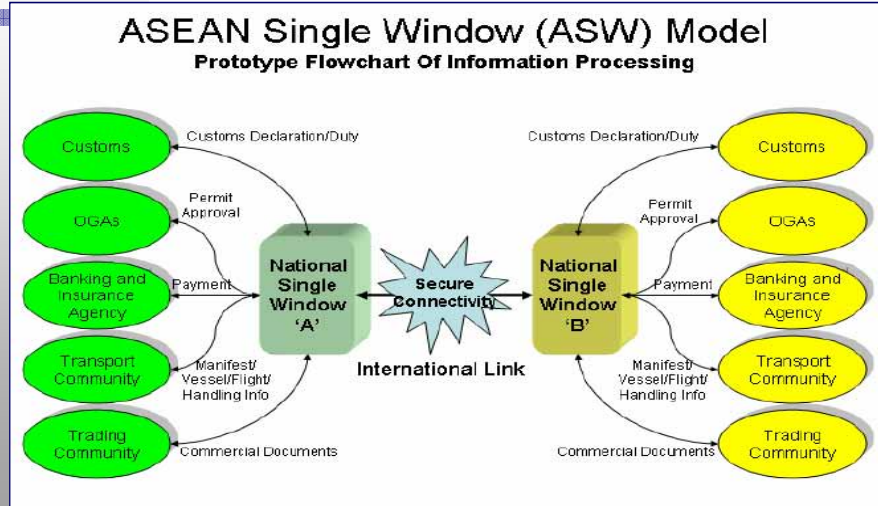 ASEAN Single Window (ASW) Model
Prototype Flowchart Of Information Processing
Customs
OGAs
Banking and
Insurance
Agency
Transport
Community
Trading
Community
Customs Declaration/Duty
Permit
Approval
Payment
Manifest/
Vessel/Flight/
Handling Info
Commercial Documents
National
Single
Window
'A'
Secure
Connectivity
International Link
National
Single
Window
'B'
Customs Declaration/Duty
Permit
Approval
Payment
Manifest/
Vessel/Flight/
Handling Info
Commercial Documents
Customs
OGAs
Banking and
Insurance
Agency
Transport
Community
Trading
Community